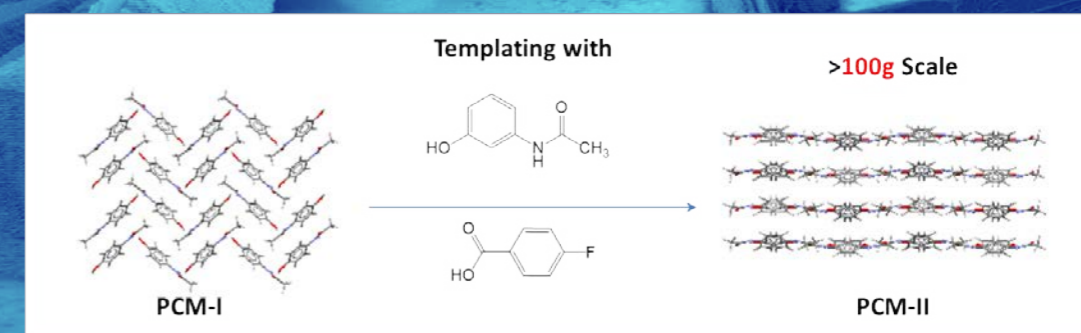 Templating with
>100g Scale
O
HO
N
H
CH3
O
HO
F
PCM-I
PCM-II